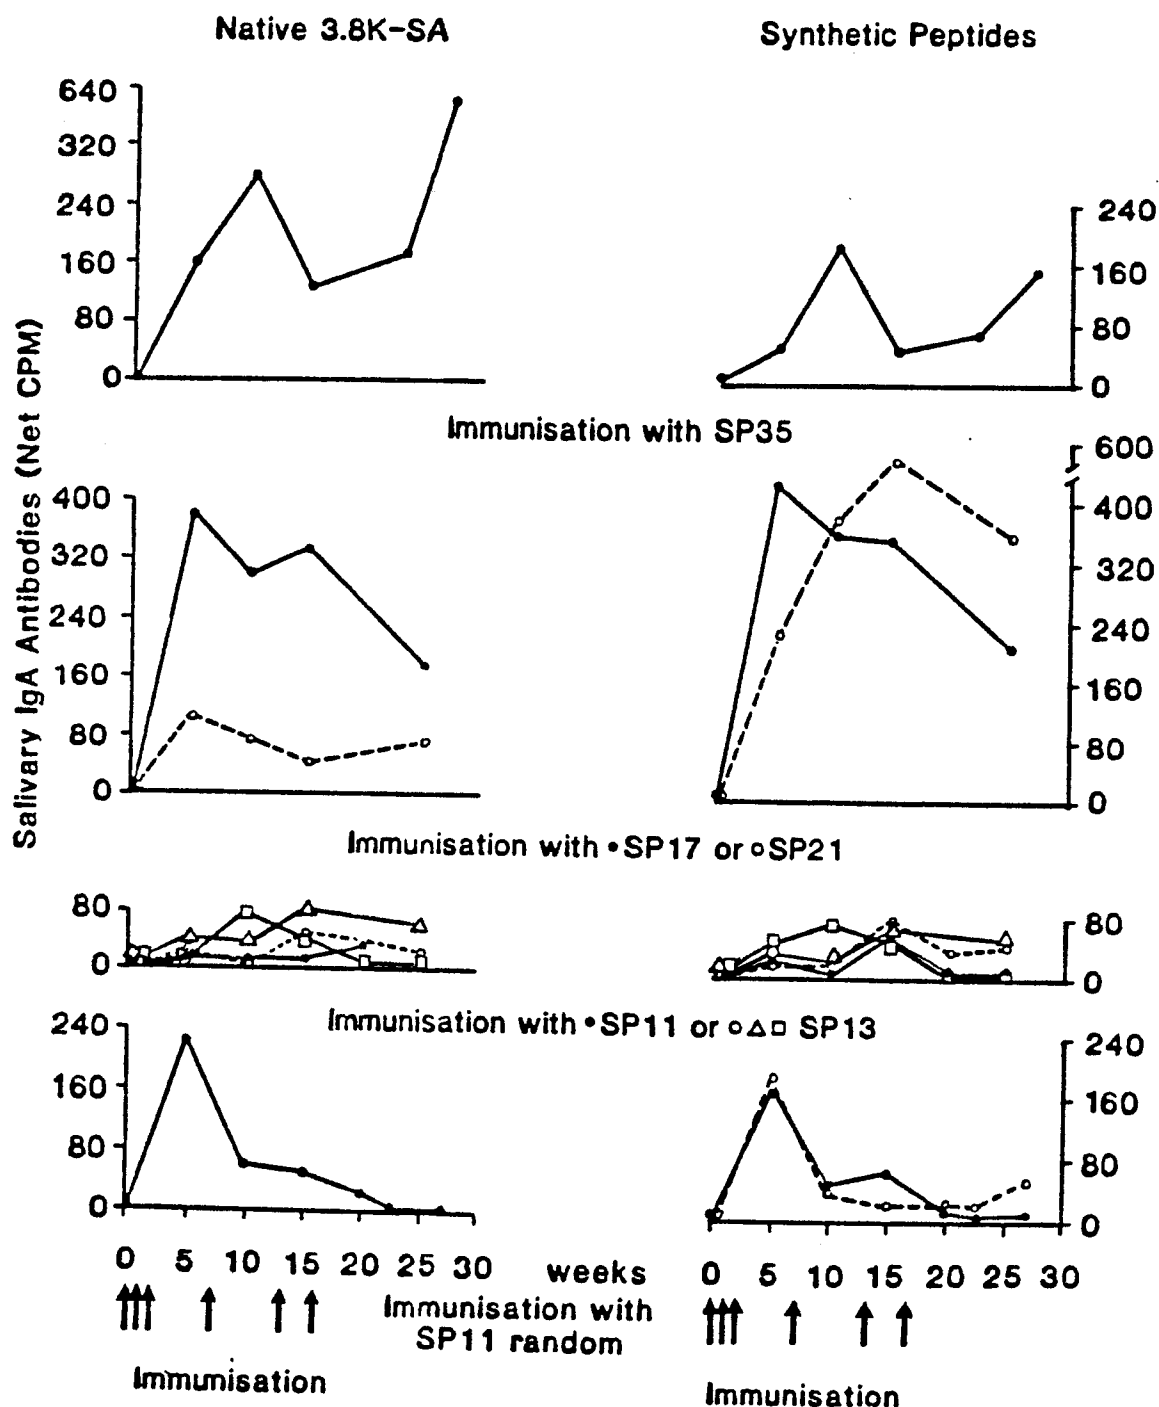 Native 3.8K-SA
Synthetic Peptides
640
320
240
160
80
0
240
160
80
0
Salivary IgA Antibodies (Net CPM)
Immunisation with SP35
400
320
240
160
80
0
600
400
320
240
160
80
0
Immunisation with •SP17 or ○SP21
80
0
80
0
Immunisation with •SP11 or ○△□ SP13
240
160
80
0
240
160
80
0
0 5 10 15 20 25 30 weeks
0 5 10 15 20 25 30
Immunisation with
SP11 random
Immunisation
Immunisation